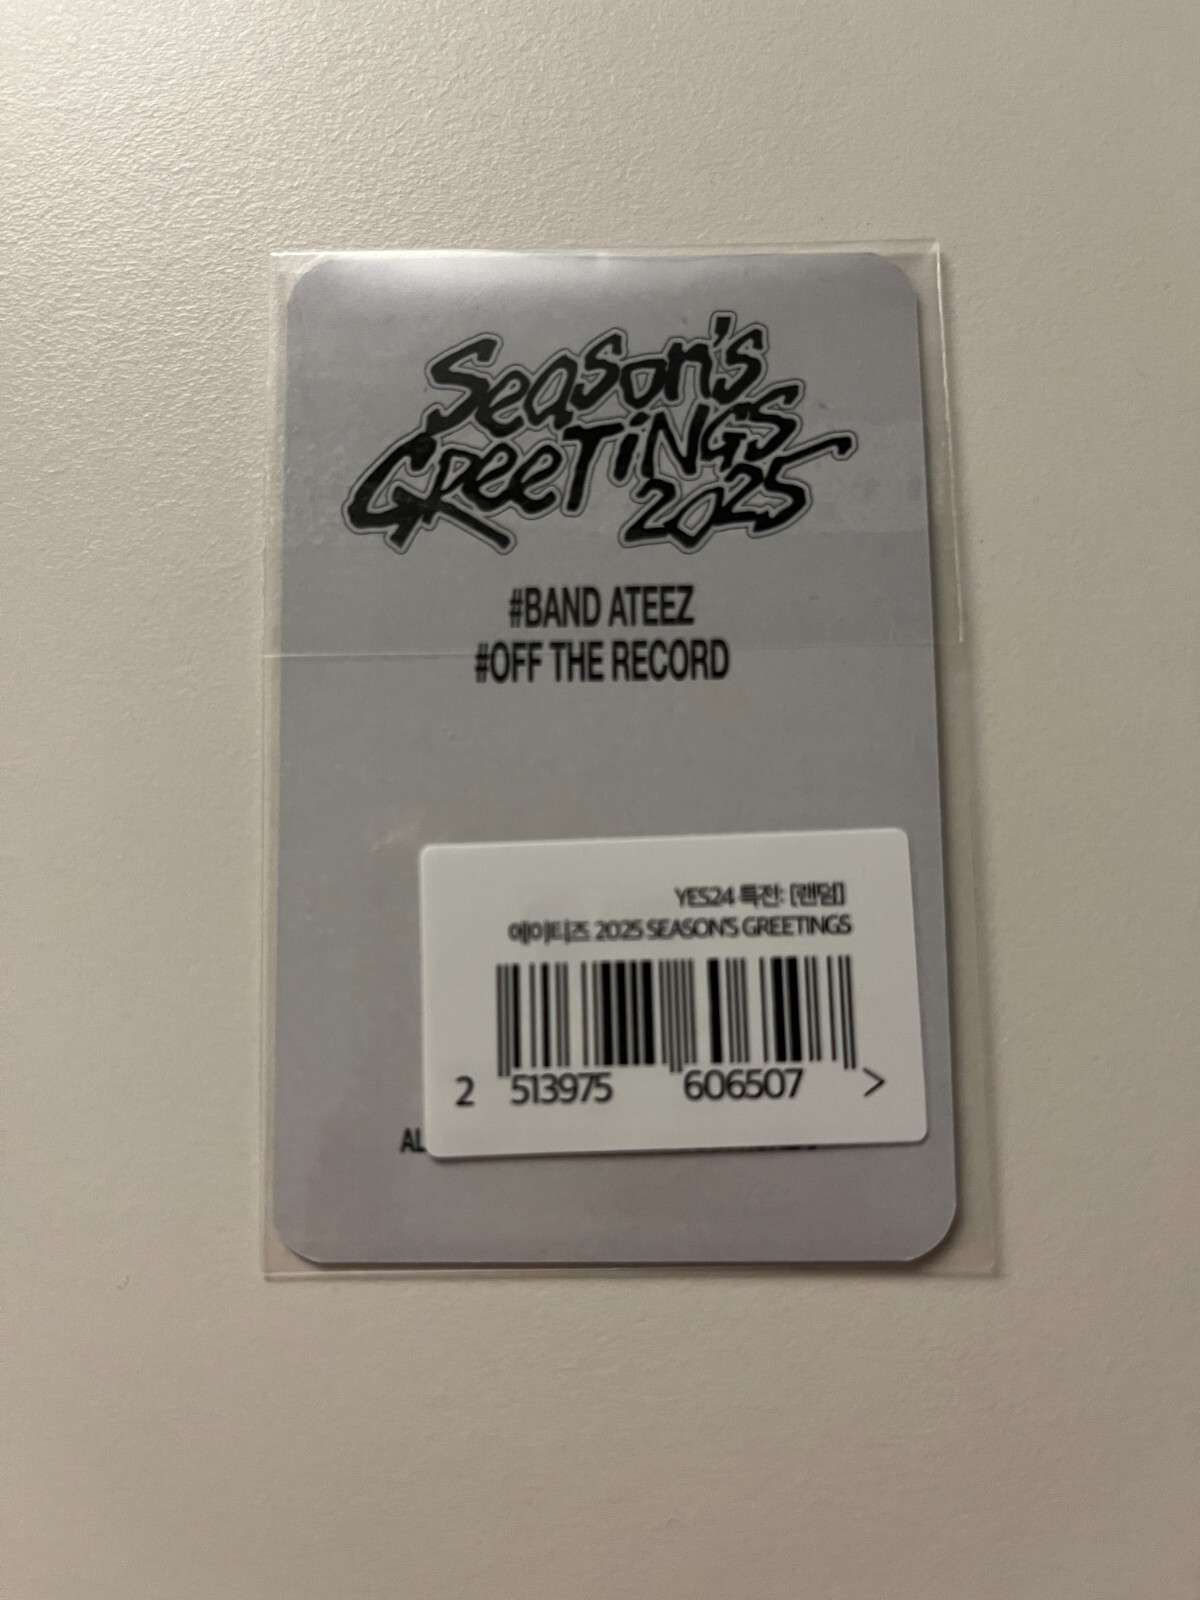 Season's
GReeTiNGS
2025
#BAND ATEEZ
#OFF THE RECORD
YES24 특전: [랜덤]
에이티즈 2025 SEASON'S GREETINGS
2 513975 606507 >
AL